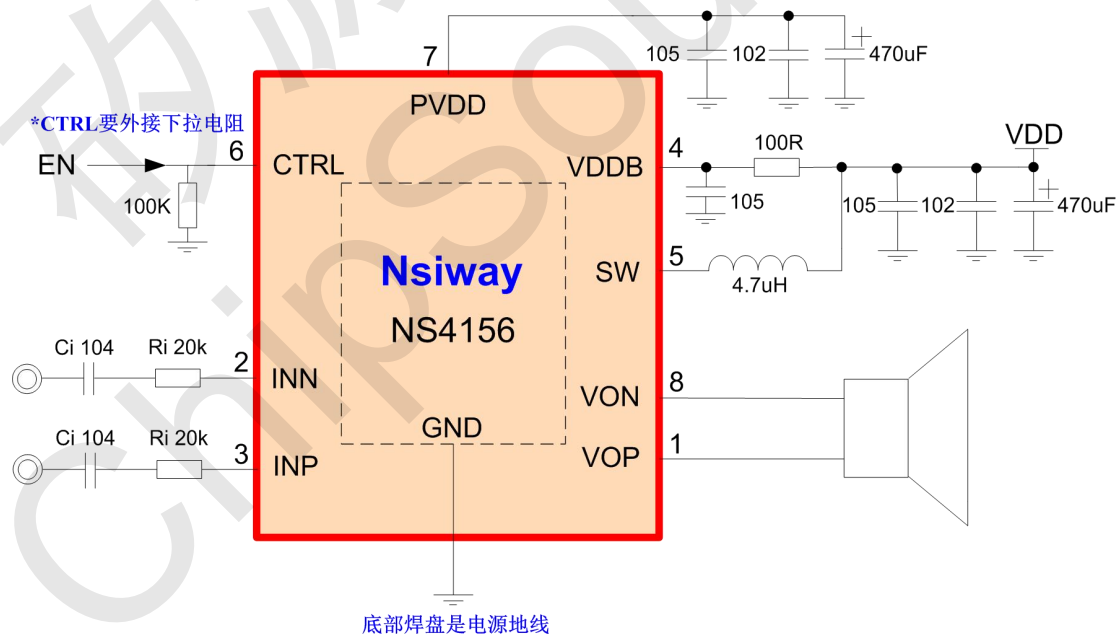 7
105
102
470uF
PVDD
*CTRL要外接下拉电阻
EN
6
CTRL
100K
VDDB
4
100R
VDD
105
105
102
470uF
SW
5
4.7uH
Nsiway
NS4156
Ci 104
Ri 20k
2
INN
Ci 104
Ri 20k
3
INP
GND
VON
8
VOP
1
底部焊盘是电源地线